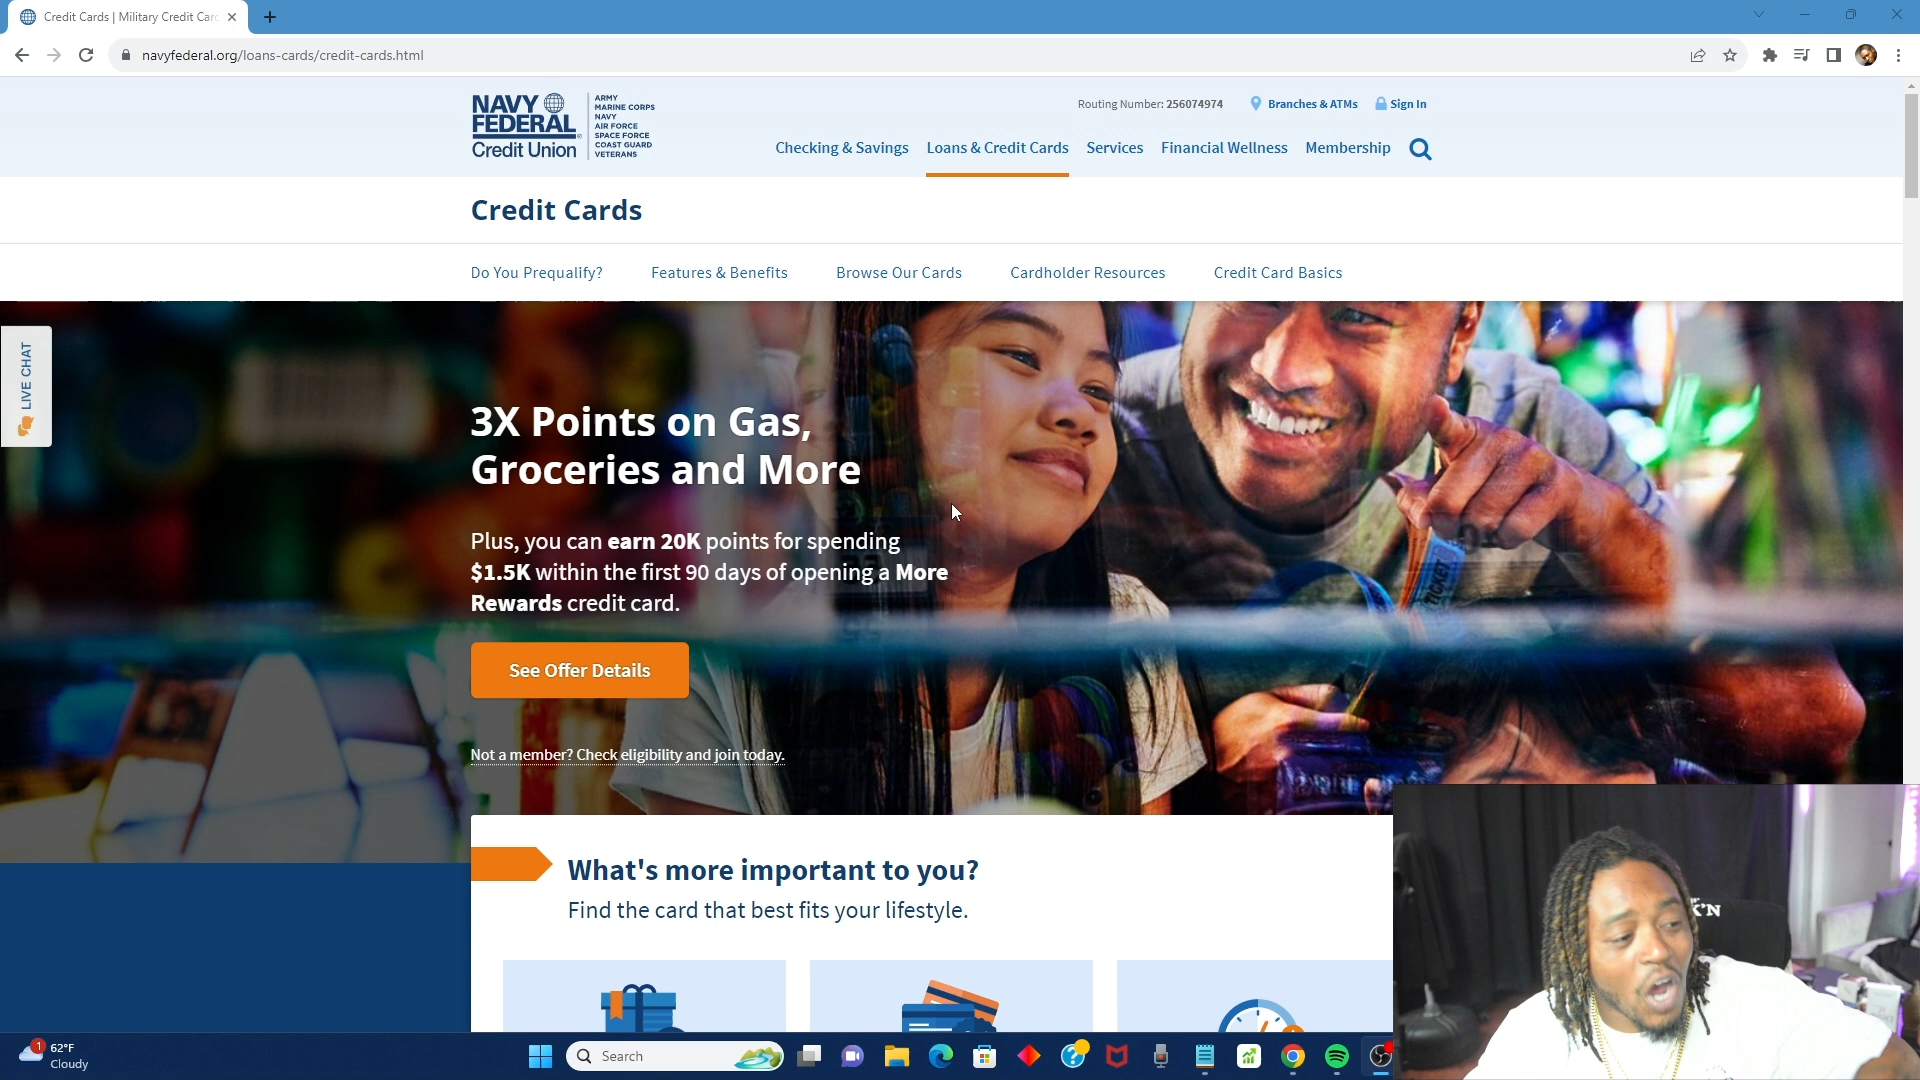 Credit Cards | Military Credit Car
navyfederal.org/loans-cards/credit-cards.html
NAVY
FEDERAL
Credit Union
ARMY
MARINE CORPS
NAVY
AIR FORCE
SPACE FORCE
COAST GUARD
VETERANS
Routing Number: 256074974
Branches & ATMs
Sign In
Checking & Savings
Loans & Credit Cards
Services
Financial Wellness
Membership
Credit Cards
Do You Prequalify?
Features & Benefits
Browse Our Cards
Cardholder Resources
Credit Card Basics
LIVE CHAT
3X Points on Gas,
Groceries and More
Plus, you can earn 20K points for spending
$1.5K within the first 90 days of opening a More
Rewards credit card.
See Offer Details
TICKET
Not a member? Check eligibility and join today.
What's more important to you?
Find the card that best fits your lifestyle.
K'N
1
62°F
Cloudy
Search